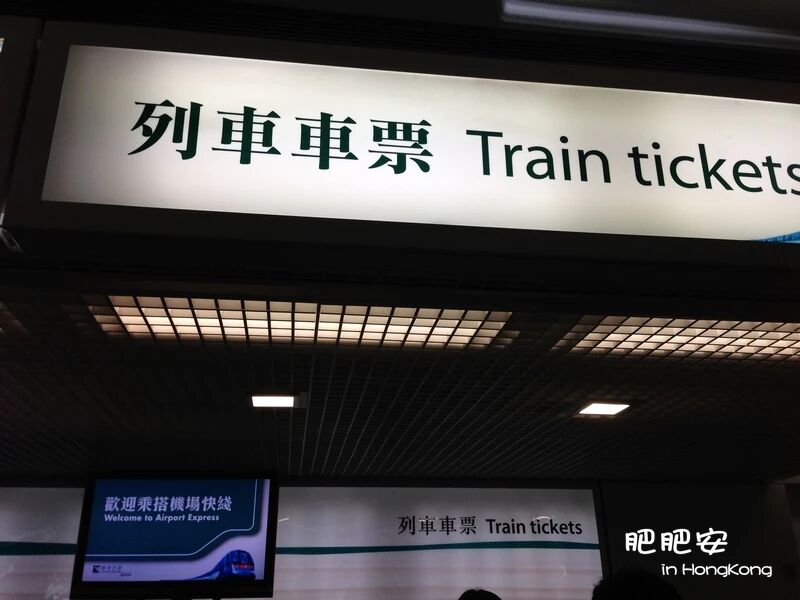 列車車票 Train tickets
歡迎乘搭機場快綫
Welcome to Airport Express
列車車票 Train tickets
肥肥安
in HongKong